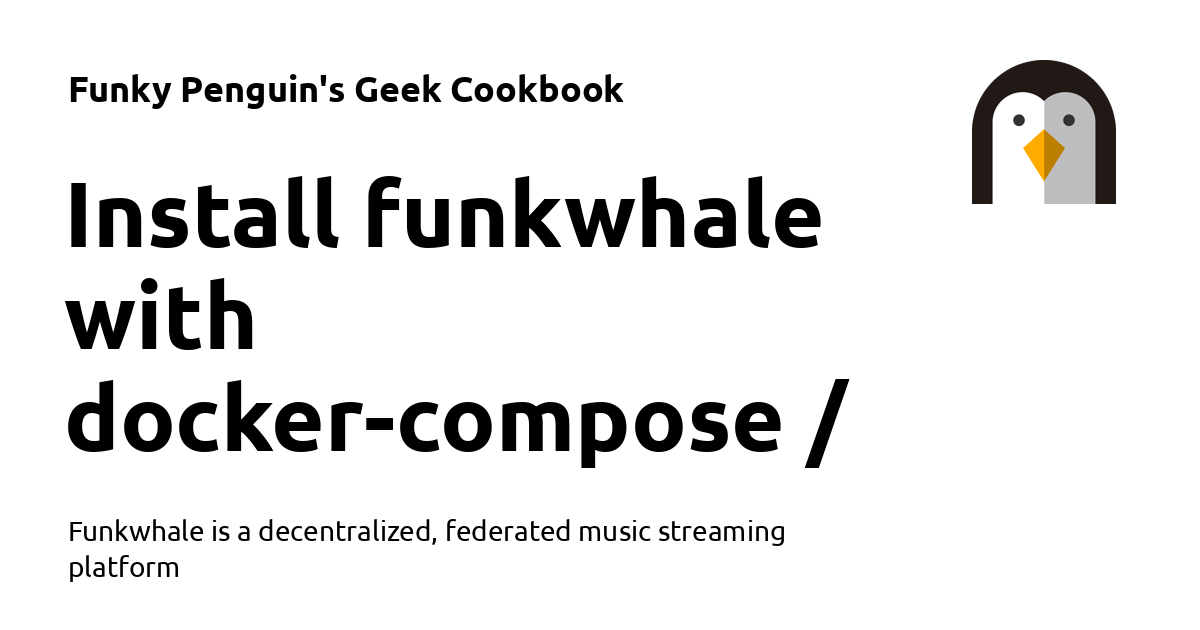 Funky Penguin's Geek Cookbook
Install funkwhale
with
docker-compose /
Funkwhale is a decentralized, federated music streaming
platform